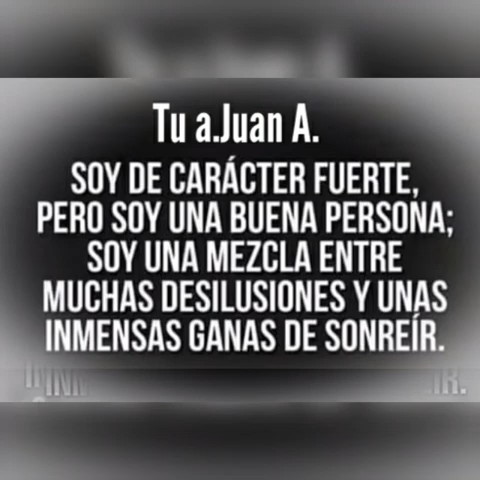 Tu a.Juan A.
SOY DE CARÁCTER FUERTE,
PERO SOY UNA BUENA PERSONA;
SOY UNA MEZCLA ENTRE
MUCHAS DESILUSIONES Y UNAS
INMENSAS GANAS DE SONREÍR.